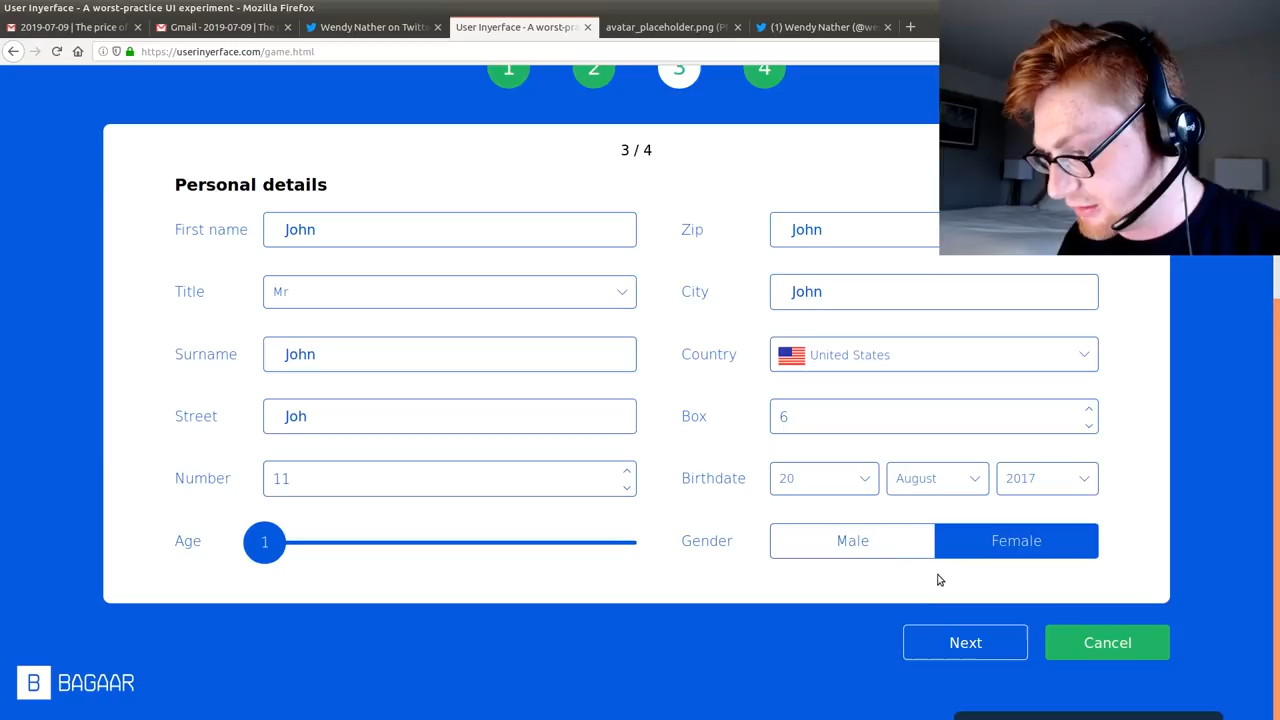 User Inyerface - A worst-practice UI experiment - Mozilla Firefox
2019-07-09 | The price of
Gmail - 2019-07-09 | The
Wendy Nather on Twitt
User Inyerface - A worst-pra
avatar_placeholder.png (P
(1) Wendy Nather (@we
https://userinyerface.com/game.html
1
2
3
4
3 / 4
Personal details
First name
John
Zip
John
Title
Mr
City
John
Surname
John
Country
United States
Street
Joh
Box
6
Number
11
Birthdate
20
August
2017
Age
1
Gender
Male
Female
Next
Cancel
B BAGAAR